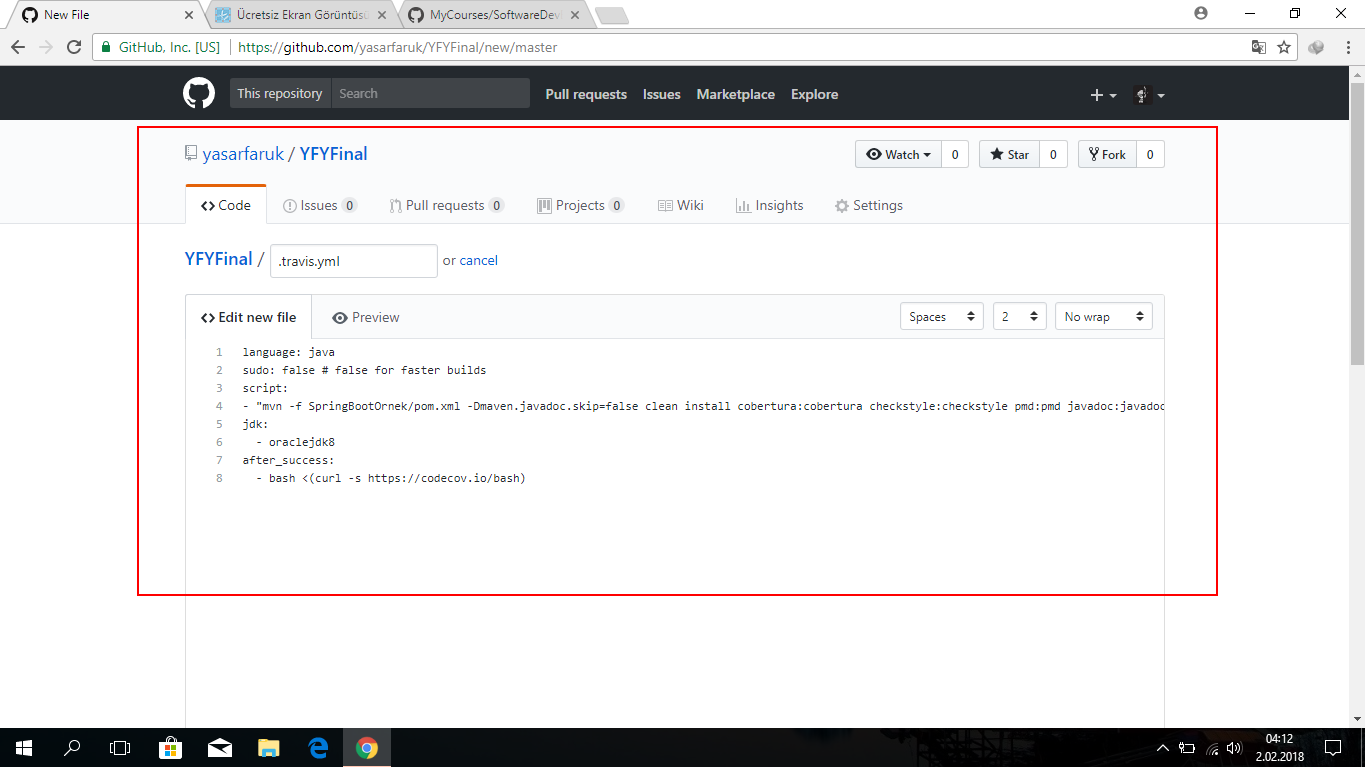 New File
Ücretsiz Ekran Görüntüsü
MyCourses/SoftwareDev
GitHub, Inc. [US]
https://github.com/yasarfaruk/YFYFinal/new/master
This repository
Search
Pull requests
Issues
Marketplace
Explore
yasarfaruk / YFYFinal
Watch 0
Star 0
Fork 0
Code
Issues 0
Pull requests 0
Projects 0
Wiki
Insights
Settings
YFYFinal / .travis.yml or cancel
Edit new file
Preview
Spaces
2
No wrap
1 language: java
2 sudo: false # false for faster builds
3 script:
4 - "mvn -f SpringBootOrnek/pom.xml -Dmaven.javadoc.skip=false clean install cobertura:cobertura checkstyle:checkstyle pmd:pmd javadoc:javadoc
5 jdk:
6 - oraclejdk8
7 after_success:
8 - bash <(curl -s https://codecov.io/bash)
04:12
2.02.2018